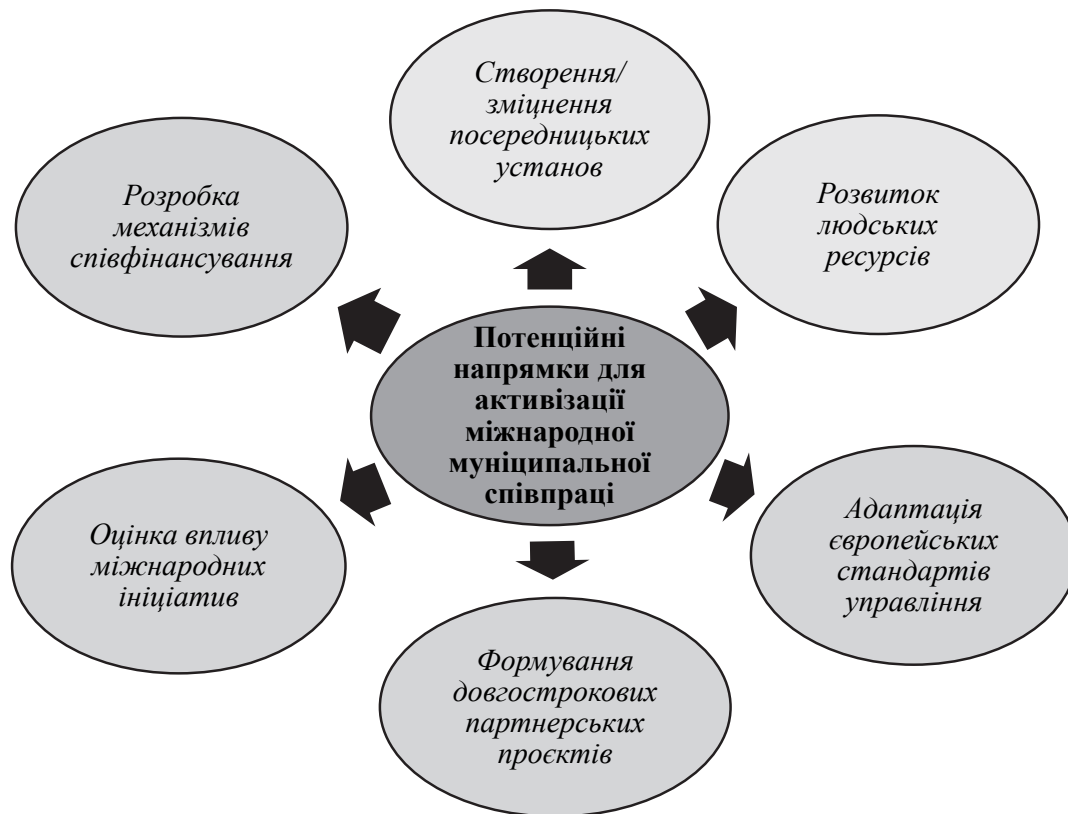 Створення/
зміцнення
посередницьких
установ
Розробка
механізмів
співфінансування
Розвиток
людських
ресурсів
Потенційні
напрямки для
активізації
міжнародної
муніципальної
співпраці
Оцінка впливу
міжнародних
ініціатив
Адаптація
європейських
стандартів
управління
Формування
довгострокових
партнерських
проєктів